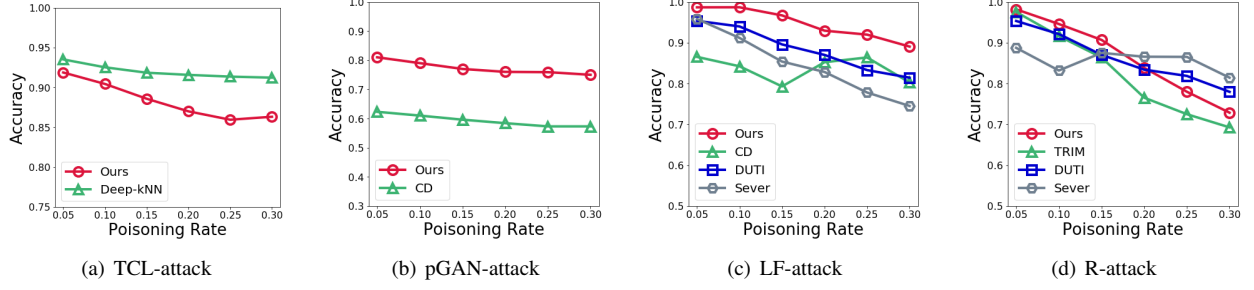 Accuracy
1.00
0.95
0.90
0.85
0.80
0.75
Ours
Deep-kNN
0.05 0.10 0.15 0.20 0.25 0.30
Poisoning Rate
(a) TCL-attack
Accuracy
1.0
0.9
0.8
0.7
0.6
0.5
0.4
0.3
Ours
CD
0.05 0.10 0.15 0.20 0.25 0.30
Poisoning Rate
(b) pGAN-attack
Accuracy
1.0
0.9
0.8
0.7
0.6
0.5
Ours
CD
DUTI
Sever
0.05 0.10 0.15 0.20 0.25 0.30
Poisoning Rate
(c) LF-attack
Accuracy
1.0
0.9
0.8
0.7
0.6
0.5
Ours
TRIM
DUTI
Sever
0.05 0.10 0.15 0.20 0.25 0.30
Poisoning Rate
(d) R-attack